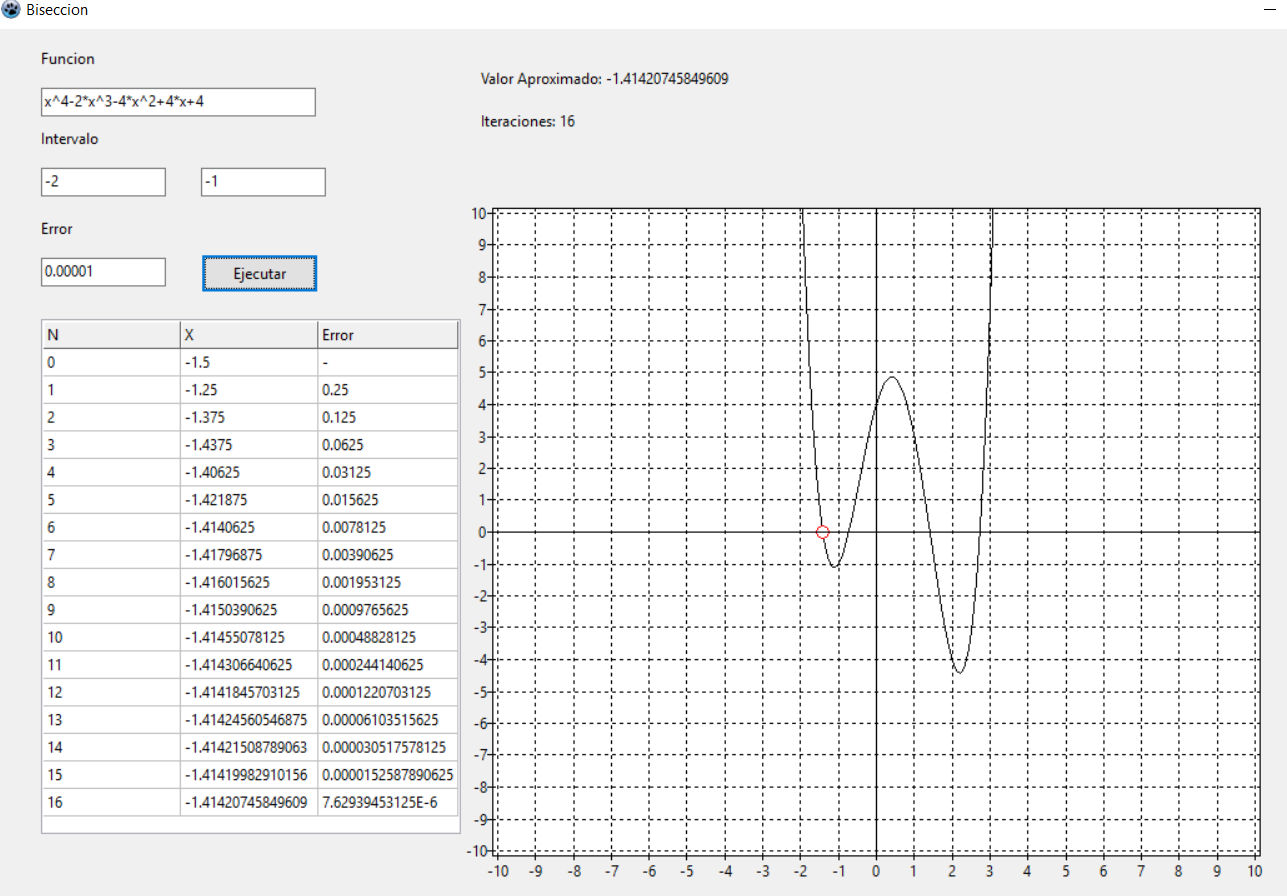 Biseccion
Funcion
x^4-2*x^3-4*x^2+4*x+4
Intervalo
-2 -1
Error
0.00001 Ejecutar
N X Error
0 -1.5 -
1 -1.25 0.25
2 -1.375 0.125
3 -1.4375 0.0625
4 -1.40625 0.03125
5 -1.421875 0.015625
6 -1.4140625 0.0078125
7 -1.41796875 0.00390625
8 -1.416015625 0.001953125
9 -1.4150390625 0.0009765625
10 -1.41455078125 0.00048828125
11 -1.414306640625 0.000244140625
12 -1.4141845703125 0.0001220703125
13 -1.41424560546875 0.00006103515625
14 -1.41421508789063 0.000030517578125
15 -1.41419982910156 0.0000152587890625
16 -1.41420745849609 7.62939453125E-6
Valor Aproximado: -1.41420745849609
Iteraciones: 16
10
9
8
7
6
5
4
3
2
1
0
-1
-2
-3
-4
-5
-6
-7
-8
-9
-10
-10 -9 -8 -7 -6 -5 -4 -3 -2 -1 0 1 2 3 4 5 6 7 8 9 10